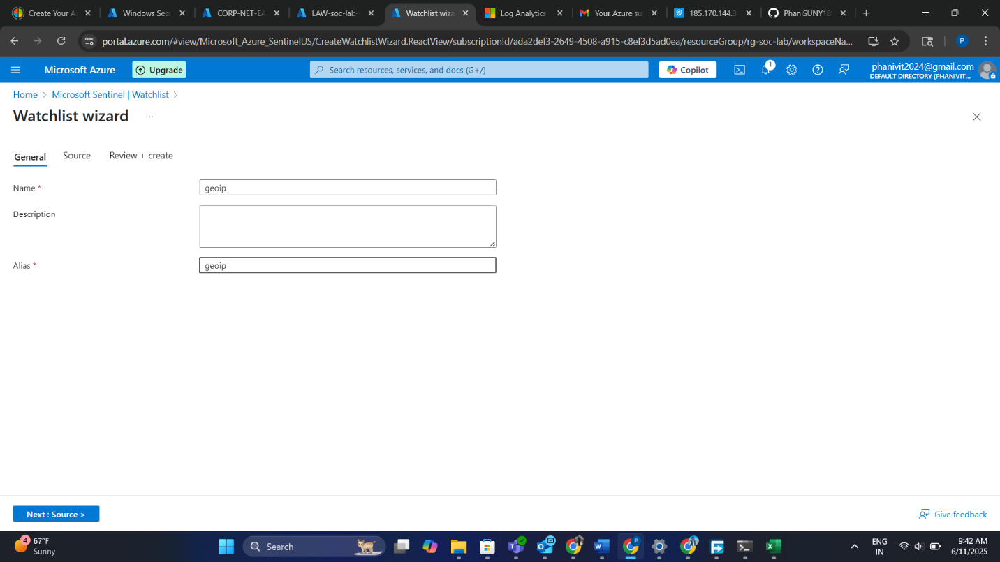 Create Your A
Windows Sec
CORP-NET-EA
LAW-soc-lab-
Watchlist wiza
Log Analytics
Your Azure su
185.170.144.3
PhaniSUNY18
portal.azure.com/#view/Microsoft_Azure_SentinelUS/CreateWatchlistWizard.ReactView/subscriptionId/ada2def3-2649-4508-a915-c8ef3d5ad0ea/resourceGroup/rg-soc-lab/workspaceNa...
P
Microsoft Azure
Upgrade
Search resources, services, and docs (G+/)
Copilot
1
phanivit2024@gmail.com
DEFAULT DIRECTORY (PHANIVIT...
Home > Microsoft Sentinel | Watchlist >
Watchlist wizard ...
General Source Review + create
Name * geoip
Description
Alias * geoip
Next : Source >
Give feedback
4
67°F
Sunny
Search
P
ENG
IN
9:42 AM
6/11/2025